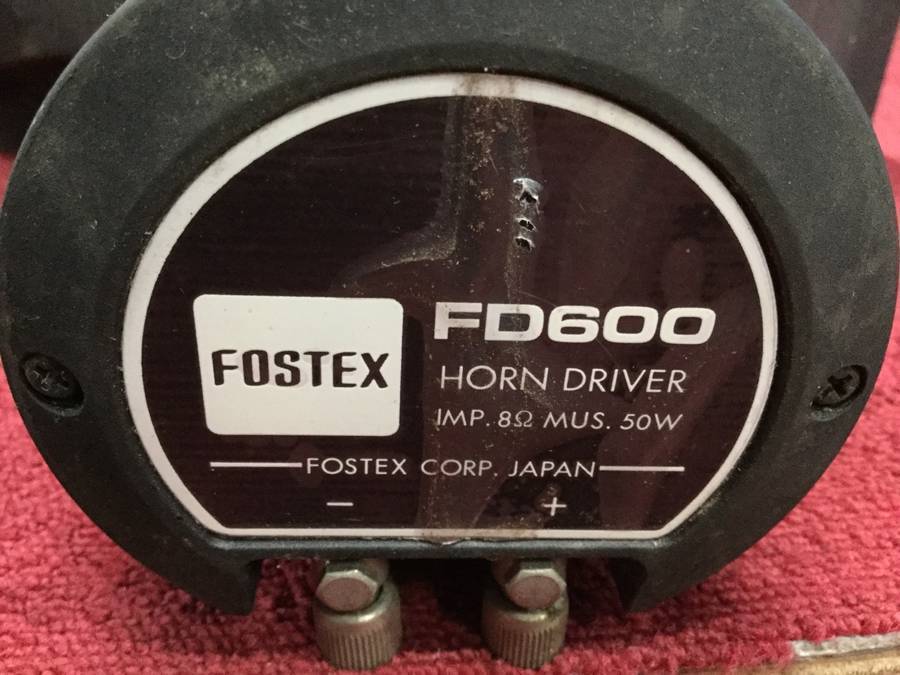 FOSTEX
FD600
HORN DRIVER
IMP. 8Ω MUS. 50W
FOSTEX CORP. JAPAN
− +